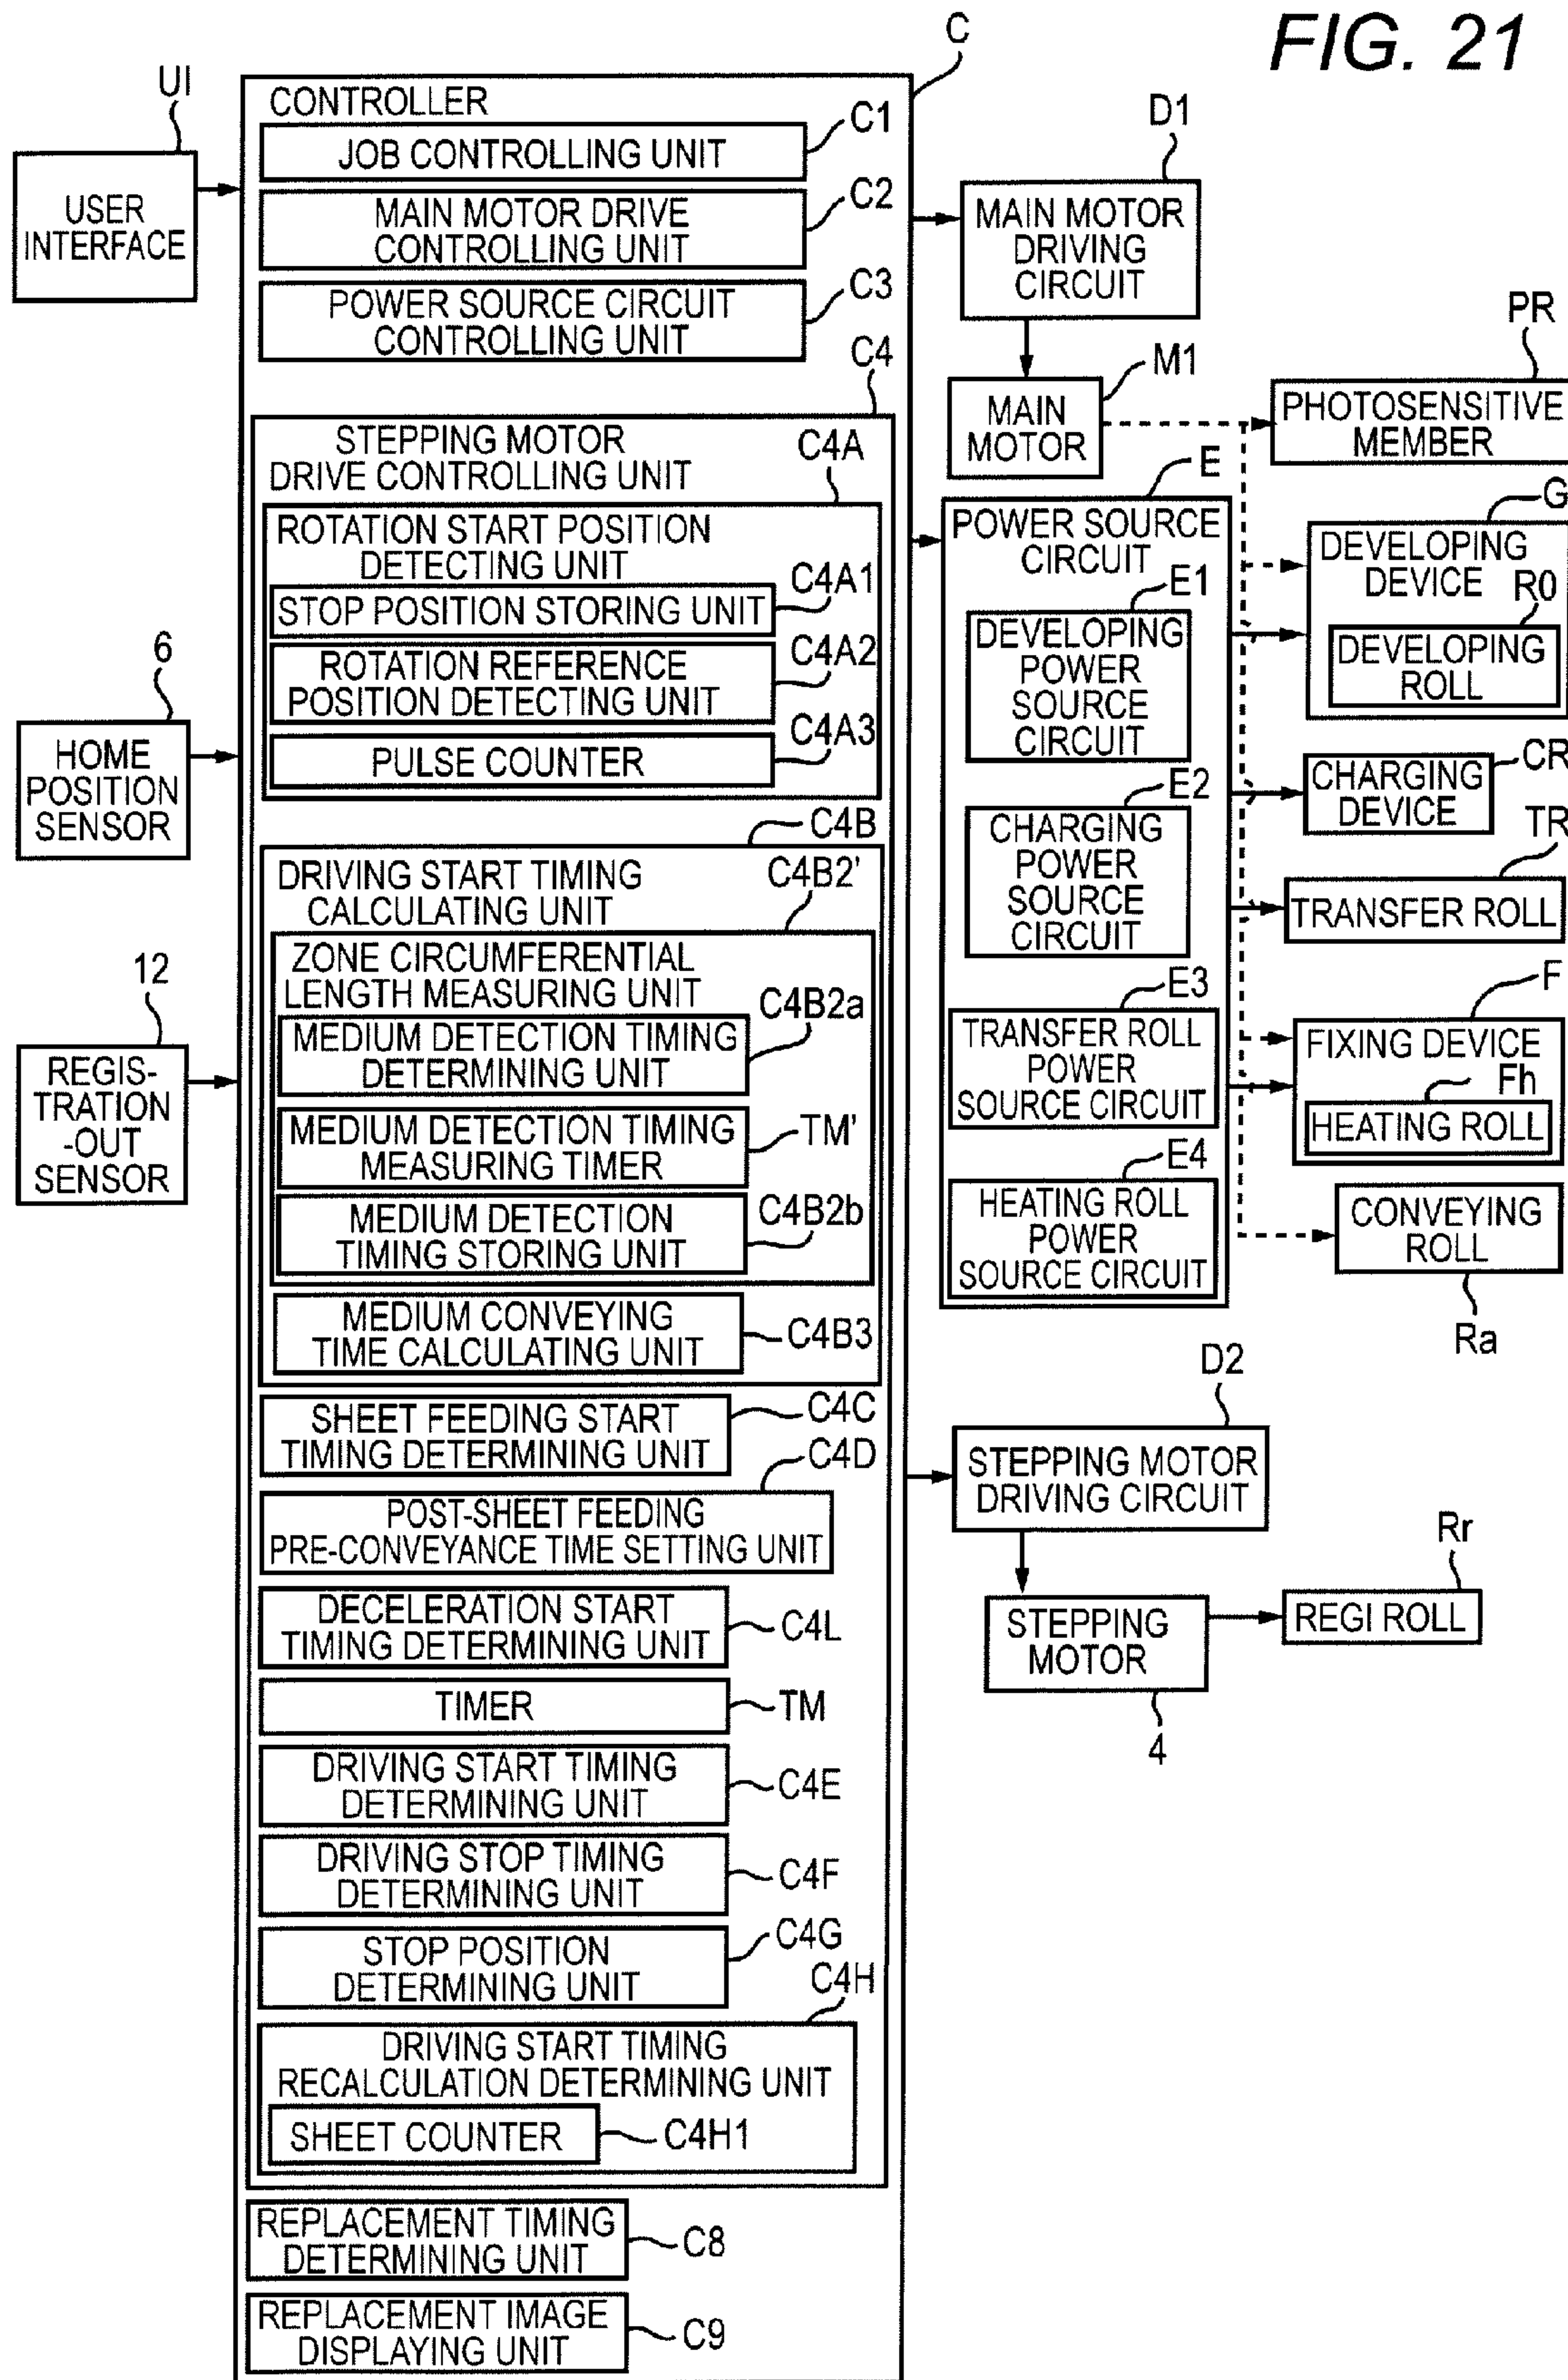 FIG. 21
C
UI
CONTROLLER
C1
JOB CONTROLLING UNIT
C2
MAIN MOTOR DRIVE
CONTROLLING UNIT
C3
POWER SOURCE CIRCUIT
CONTROLLING UNIT
C4
STEPPING MOTOR
DRIVE CONTROLLING UNIT
C4A
ROTATION START POSITION
DETECTING UNIT
C4A1
STOP POSITION STORING UNIT
C4A2
ROTATION REFERENCE
POSITION DETECTING UNIT
C4A3
PULSE COUNTER
C4B
DRIVING START TIMING
CALCULATING UNIT
C4B2'
ZONE CIRCUMFERENTIAL
LENGTH MEASURING UNIT
C4B2a
MEDIUM DETECTION TIMING
DETERMINING UNIT
MEDIUM DETECTION TIMING
MEASURING TIMER
TM'
C4B2b
MEDIUM DETECTION
TIMING STORING UNIT
MEDIUM CONVEYING
TIME CALCULATING UNIT
C4B3
SHEET FEEDING START
TIMING DETERMINING UNIT
C4C
C4D
POST-SHEET FEEDING
PRE-CONVEYANCE TIME SETTING UNIT
DECELERATION START
TIMING DETERMINING UNIT
C4L
TIMER
TM
DRIVING START TIMING
DETERMINING UNIT
C4E
DRIVING STOP TIMING
DETERMINING UNIT
C4F
STOP POSITION
DETERMINING UNIT
C4G
C4H
DRIVING START TIMING
RECALCULATION DETERMINING UNIT
SHEET COUNTER
C4H1
REPLACEMENT TIMING
DETERMINING UNIT
C8
REPLACEMENT IMAGE
DISPLAYING UNIT
C9
USER
INTERFACE
6
HOME
POSITION
SENSOR
12
REGIS-
TRATION
-OUT
SENSOR
D1
MAIN MOTOR
DRIVING
CIRCUIT
M1
MAIN
MOTOR
E
POWER SOURCE
CIRCUIT
E1
DEVELOPING
POWER
SOURCE
CIRCUIT
E2
CHARGING
POWER
SOURCE
CIRCUIT
E3
TRANSFER ROLL
POWER
SOURCE CIRCUIT
E4
HEATING ROLL
POWER
SOURCE CIRCUIT
PR
PHOTOSENSITIVE
MEMBER
G
DEVELOPING
DEVICE
R0
DEVELOPING
ROLL
CR
CHARGING
DEVICE
TR
TRANSFER ROLL
F
FIXING DEVICE
Fh
HEATING ROLL
CONVEYING
ROLL
Ra
D2
STEPPING MOTOR
DRIVING CIRCUIT
STEPPING
MOTOR
4
Rr
REGI ROLL